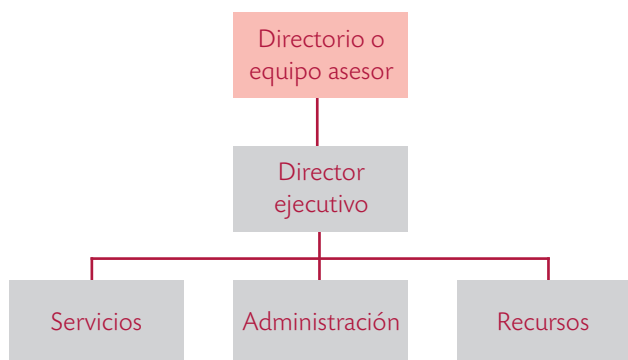 Directorio o
equipo asesor
Director
ejecutivo
Servicios
Administración
Recursos